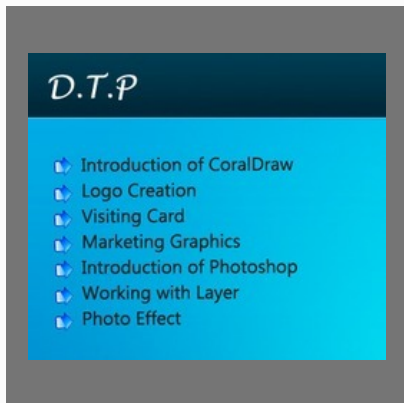 D.T.P
Introduction of CoralDraw
Logo Creation
Visiting Card
Marketing Graphics
Introduction of Photoshop
Working with Layer
Photo Effect